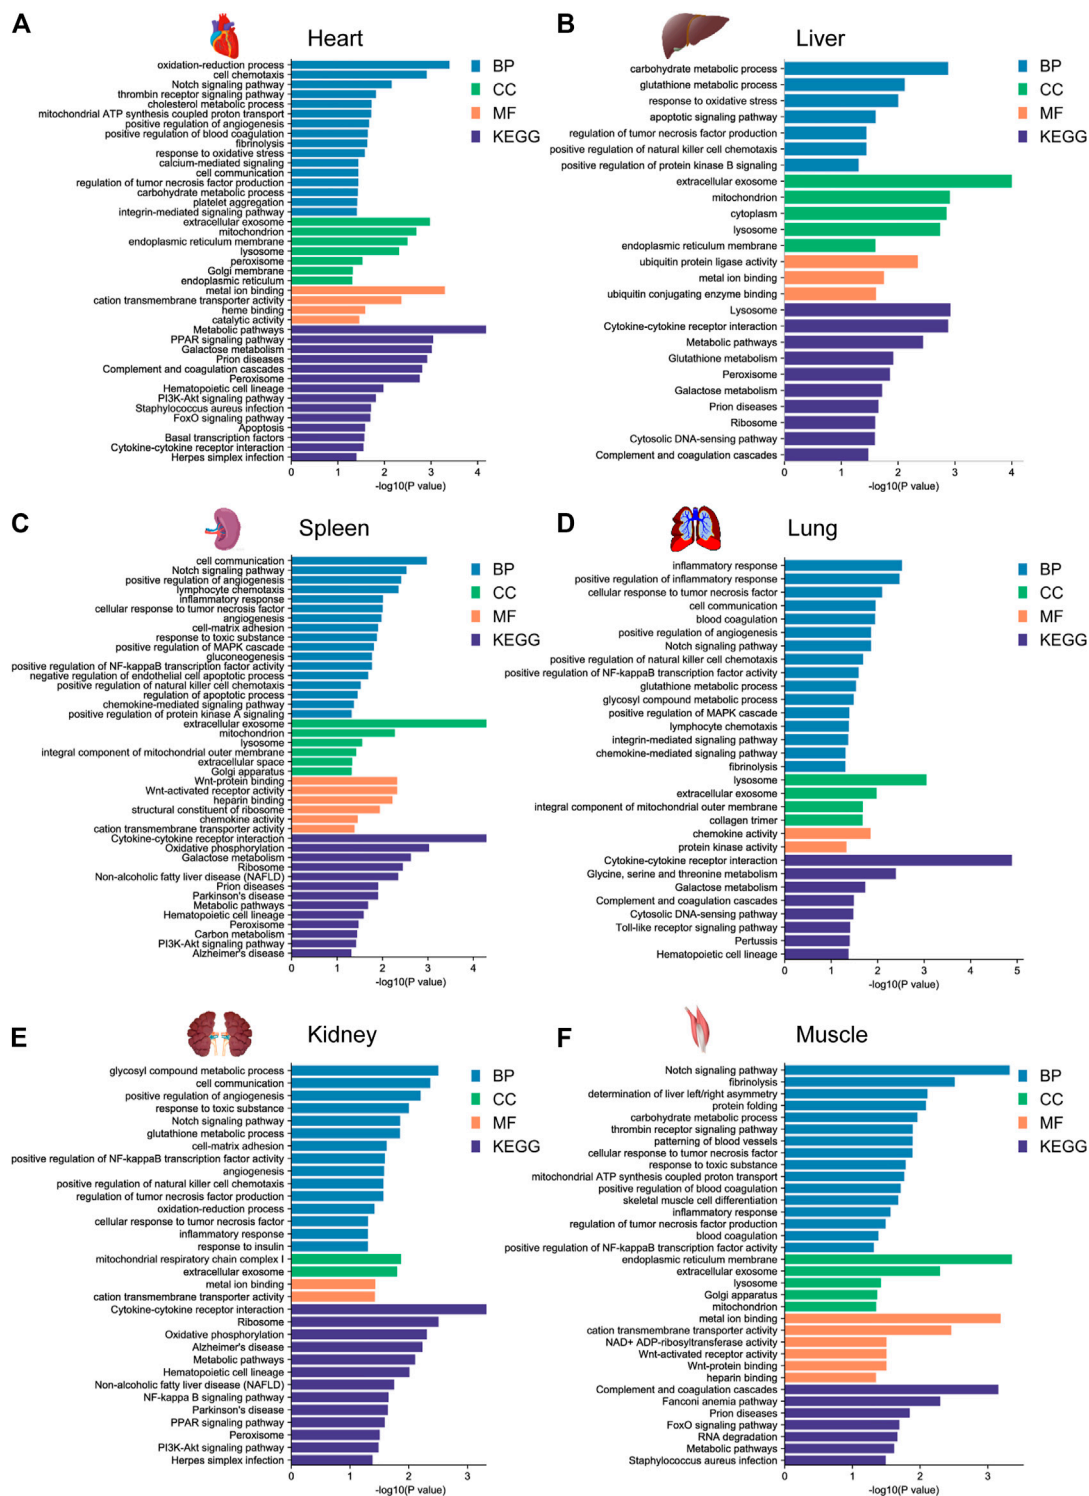 A
Heart
oxidation-reduction process
cell chemotaxis
Notch signaling pathway
thrombin receptor signaling pathway
cholesterol metabolic process
mitochondrial ATP synthesis coupled proton transport
positive regulation of angiogenesis
positive regulation of blood coagulation
fibrinolysis
response to oxidative stress
calcium-mediated signaling
cell communication
regulation of tumor necrosis factor production
carbohydrate metabolic process
platelet aggregation
integrin-mediated signaling pathway
extracellular exosome
mitochondrion
endoplasmic reticulum membrane
lysosome
peroxisome
Golgi membrane
endoplasmic reticulum
metal ion binding
cation transmembrane transporter activity
heme binding
catalytic activity
Metabolic pathways
PPAR signaling pathway
Galactose metabolism
Prion diseases
Complement and coagulation cascades
Peroxisome
Hematopoietic cell lineage
PI3K-Akt signaling pathway
Staphylococcus aureus infection
FoxO signaling pathway
Apoptosis
Basal transcription factors
Cytokine-cytokine receptor interaction
Herpes simplex infection
BP
CC
MF
KEGG
0 1 2 3 4
-log10(P value)
B
Liver
carbohydrate metabolic process
glutathione metabolic process
response to oxidative stress
apoptotic signaling pathway
regulation of tumor necrosis factor production
positive regulation of natural killer cell chemotaxis
positive regulation of protein kinase B signaling
extracellular exosome
mitochondrion
cytoplasm
lysosome
endoplasmic reticulum membrane
ubiquitin protein ligase activity
metal ion binding
ubiquitin conjugating enzyme binding
Lysosome
Cytokine-cytokine receptor interaction
Metabolic pathways
Glutathione metabolism
Peroxisome
Galactose metabolism
Prion diseases
Ribosome
Cytosolic DNA-sensing pathway
Complement and coagulation cascades
BP
CC
MF
KEGG
0 1 2 3 4
-log10(P value)
C
Spleen
cell communication
Notch signaling pathway
positive regulation of angiogenesis
lymphocyte chemotaxis
inflammatory response
cellular response to tumor necrosis factor
angiogenesis
cell-matrix adhesion
response to toxic substance
positive regulation of MAPK cascade
gluconeogenesis
positive regulation of NF-kappaB transcription factor activity
negative regulation of endothelial cell apoptotic process
positive regulation of natural killer cell chemotaxis
regulation of apoptotic process
chemokine-mediated signaling pathway
positive regulation of protein kinase A signaling
extracellular exosome
mitochondrion
lysosome
integral component of mitochondrial outer membrane
extracellular space
Golgi apparatus
Wnt-protein binding
Wnt-activated receptor activity
heparin binding
structural constituent of ribosome
chemokine activity
cation transmembrane transporter activity
Cytokine-cytokine receptor interaction
Oxidative phosphorylation
Galactose metabolism
Ribosome
Non-alcoholic fatty liver disease (NAFLD)
Prion diseases
Parkinson's disease
Metabolic pathways
Hematopoietic cell lineage
Peroxisome
Carbon metabolism
PI3K-Akt signaling pathway
Alzheimer's disease
BP
CC
MF
KEGG
0 1 2 3 4
-log10(P value)
D
Lung
inflammatory response
positive regulation of inflammatory response
cellular response to tumor necrosis factor
cell communication
blood coagulation
positive regulation of angiogenesis
Notch signaling pathway
positive regulation of natural killer cell chemotaxis
positive regulation of NF-kappaB transcription factor activity
glutathione metabolic process
glycosyl compound metabolic process
positive regulation of MAPK cascade
lymphocyte chemotaxis
integrin-mediated signaling pathway
chemokine-mediated signaling pathway
fibrinolysis
lysosome
extracellular exosome
integral component of mitochondrial outer membrane
collagen trimer
chemokine activity
protein kinase activity
Cytokine-cytokine receptor interaction
Glycine, serine and threonine metabolism
Galactose metabolism
Complement and coagulation cascades
Cytosolic DNA-sensing pathway
Toll-like receptor signaling pathway
Pertussis
Hematopoietic cell lineage
BP
CC
MF
KEGG
0 1 2 3 4 5
-log10(P value)
E
Kidney
glycosyl compound metabolic process
cell communication
positive regulation of angiogenesis
response to toxic substance
Notch signaling pathway
glutathione metabolic process
cell-matrix adhesion
positive regulation of NF-kappaB transcription factor activity
angiogenesis
positive regulation of natural killer cell chemotaxis
regulation of tumor necrosis factor production
oxidation-reduction process
cellular response to tumor necrosis factor
inflammatory response
response to insulin
mitochondrial respiratory chain complex I
extracellular exosome
metal ion binding
cation transmembrane transporter activity
Cytokine-cytokine receptor interaction
Ribosome
Oxidative phosphorylation
Alzheimer's disease
Metabolic pathways
Hematopoietic cell lineage
Non-alcoholic fatty liver disease (NAFLD)
NF-kappa B signaling pathway
Parkinson's disease
PPAR signaling pathway
Peroxisome
PI3K-Akt signaling pathway
Herpes simplex infection
BP
CC
MF
KEGG
0 1 2 3
-log10(P value)
F
Muscle
Notch signaling pathway
fibrinolysis
determination of liver left/right asymmetry
protein folding
carbohydrate metabolic process
thrombin receptor signaling pathway
patterning of blood vessels
cellular response to tumor necrosis factor
response to toxic substance
mitochondrial ATP synthesis coupled proton transport
positive regulation of blood coagulation
skeletal muscle cell differentiation
inflammatory response
regulation of tumor necrosis factor production
blood coagulation
positive regulation of NF-kappaB transcription factor activity
endoplasmic reticulum membrane
extracellular exosome
lysosome
Golgi apparatus
mitochondrion
metal ion binding
cation transmembrane transporter activity
NAD+ ADP-ribosyltransferase activity
Wnt-activated receptor activity
Wnt-protein binding
heparin binding
Complement and coagulation cascades
Fanconi anemia pathway
Prion diseases
FoxO signaling pathway
RNA degradation
Metabolic pathways
Staphylococcus aureus infection
BP
CC
MF
KEGG
0 1 2 3
-log10(P value)